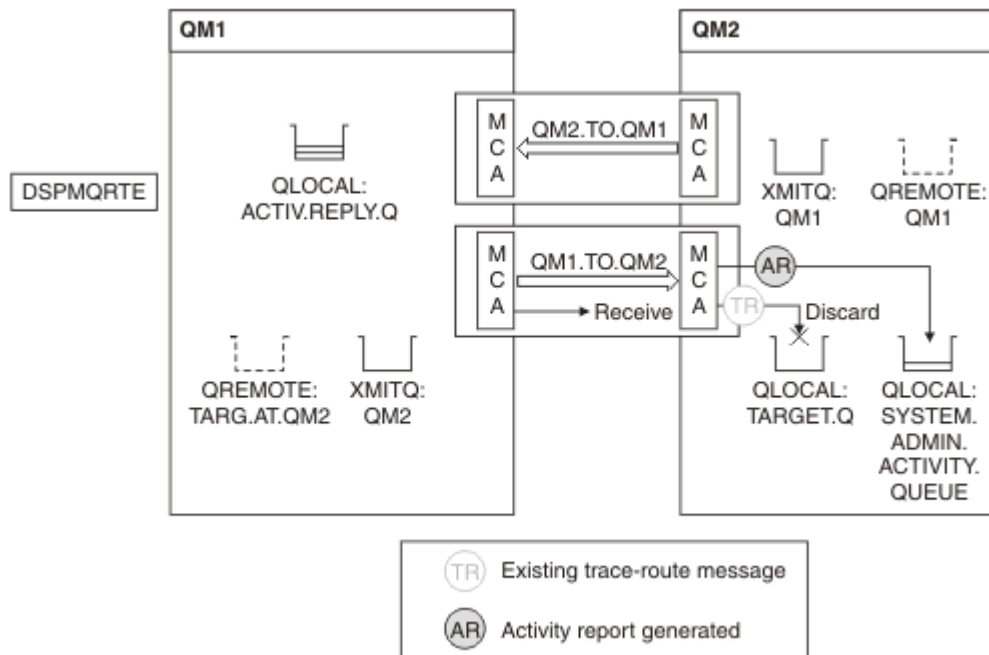 QM1
QM2
M
C
A
QM2.TO.QM1
M
C
A
DSPMQRTE
QLOCAL:
ACTIV.REPLY.Q
XMITQ:
QM1
QREMOTE:
QM1
M
C
A
QM1.TO.QM2
Receive
M
C
A
AR
TR
Discard
QREMOTE:
TARG.AT.QM2
XMITQ:
QM2
QLOCAL:
TARGET.Q
QLOCAL:
SYSTEM.
ADMIN.
ACTIVITY.
QUEUE
TR Existing trace-route message
AR Activity report generated